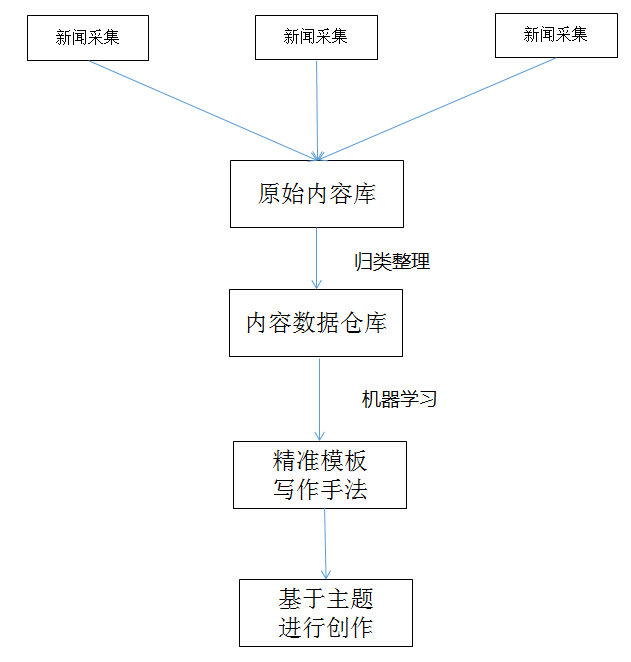 新闻采集
新闻采集
新闻采集
原始内容库
归类整理
内容数据仓库
机器学习
精准模板
写作手法
基于主题
进行创作